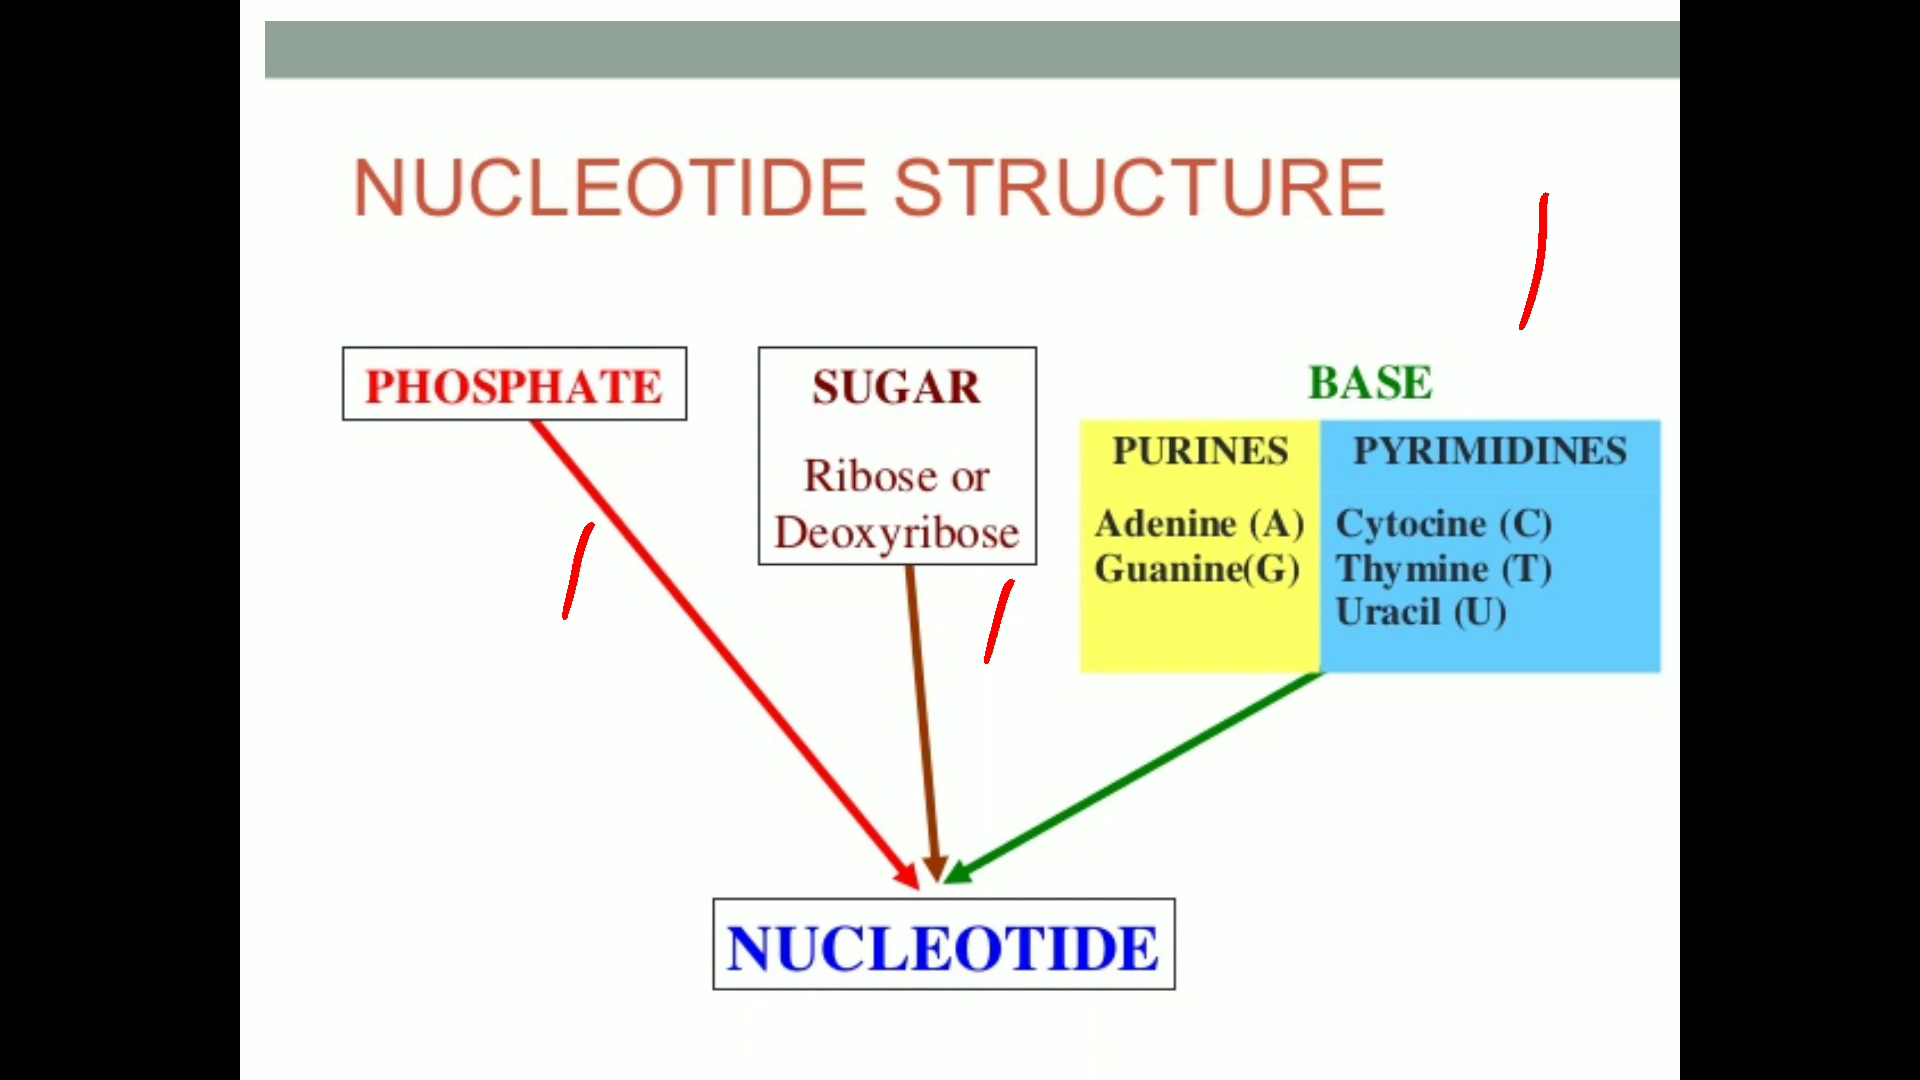 NUCLEOTIDE STRUCTURE
PHOSPHATE
SUGAR
Ribose or
Deoxyribose
BASE
PURINES
Adenine (A)
Guanine(G)
PYRIMIDINES
Cytocine (C)
Thymine (T)
Uracil (U)
NUCLEOTIDE